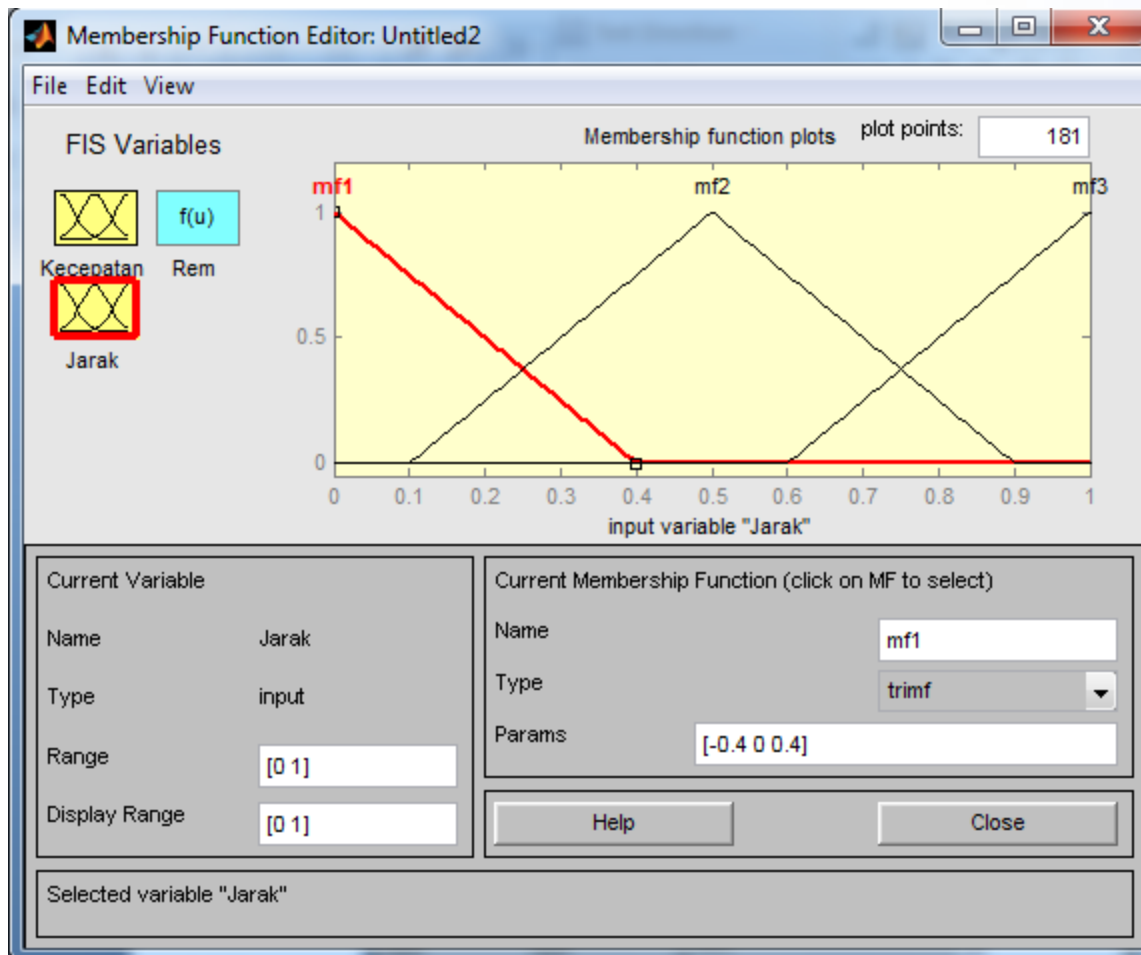 Membership Function Editor: Untitled2
File Edit View
FIS Variables
Membership function plots
plot points:
181
f(u)
Kecepatan
Rem
Jarak
mf1
mf2
mf3
1
0.5
0
0 0.1 0.2 0.3 0.4 0.5 0.6 0.7 0.8 0.9 1
input variable "Jarak"
Current Variable
Name Jarak
Type input
Range [0 1]
Display Range [0 1]
Current Membership Function (click on MF to select)
Name mf1
Type trimf
Params [-0.4 0 0.4]
Help
Close
Selected variable "Jarak"